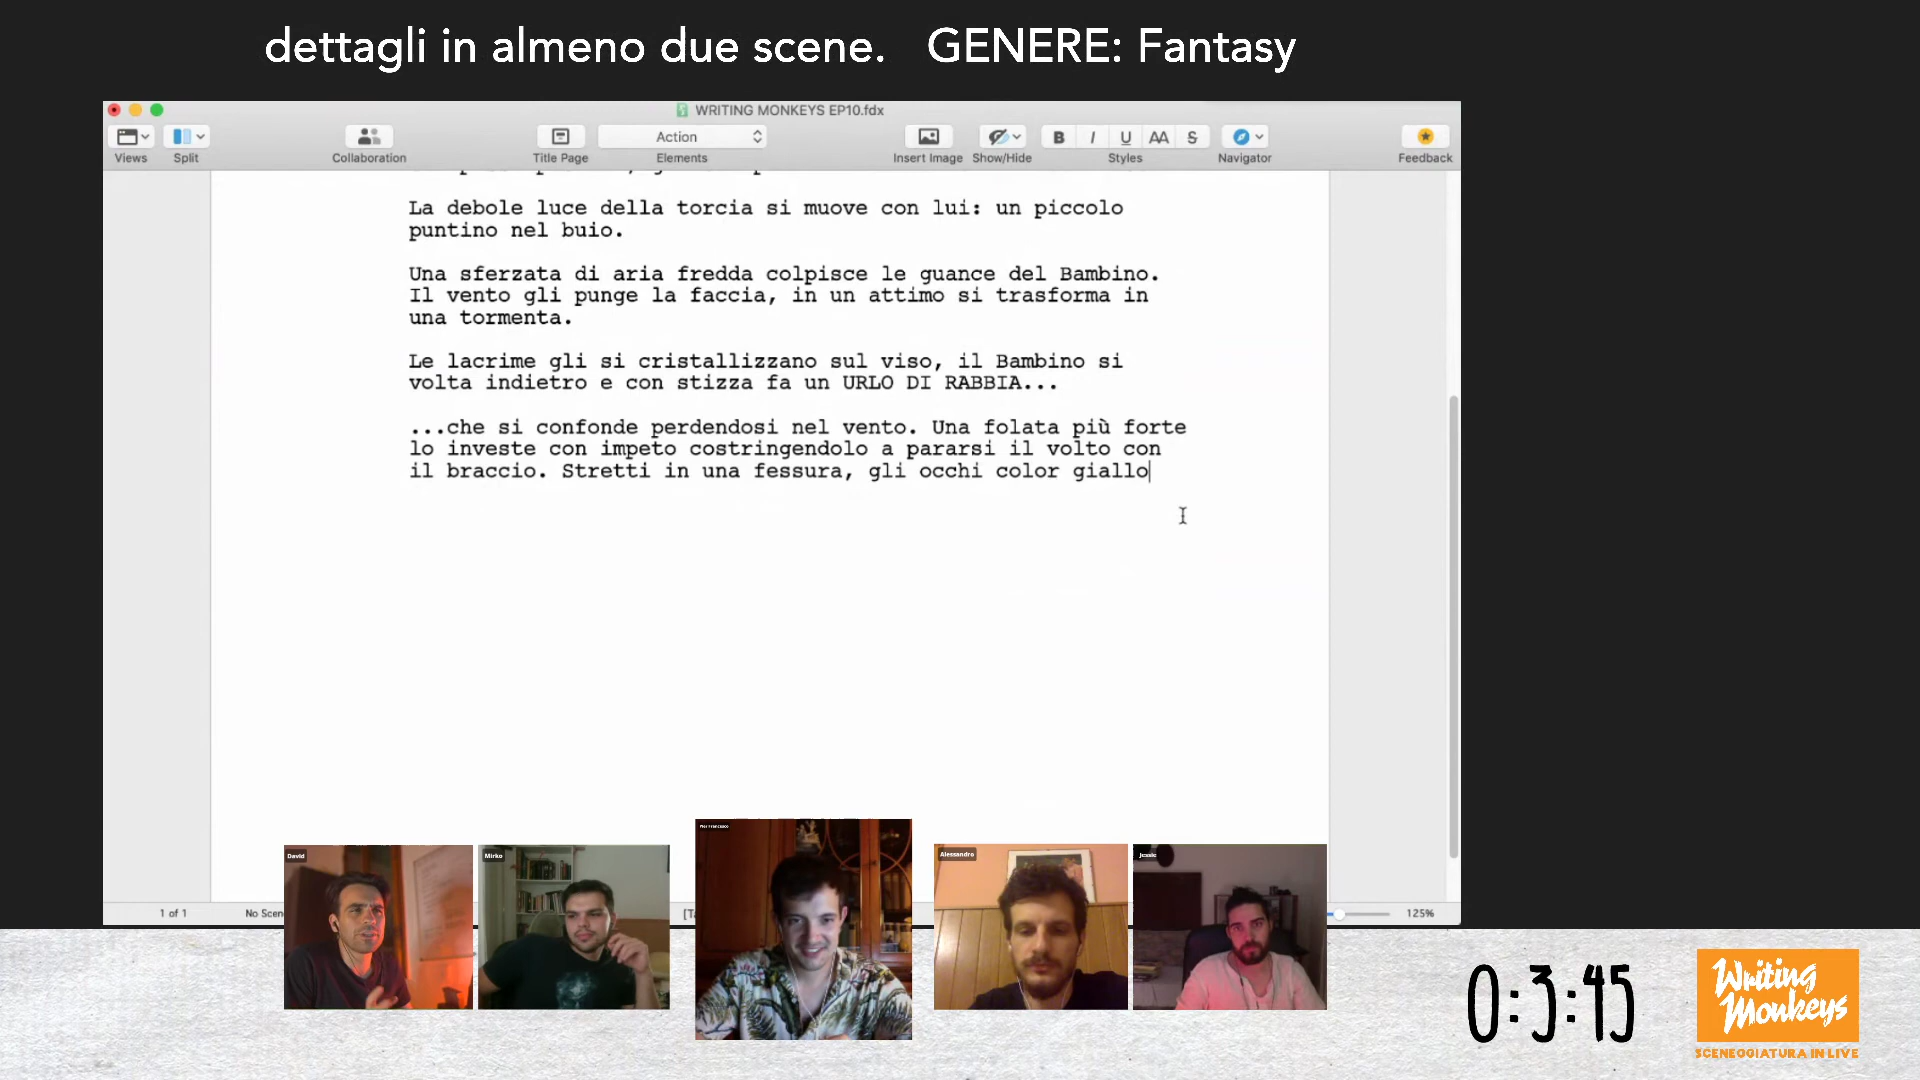 dettagli in almeno due scene. GENERE: Fantasy
WRITING MONKEYS EP10.fdx
Action
Views
Split
Collaboration
Title Page
Elements
Insert Image
Show/Hide
B I U AA S
Styles
Navigator
Feedback
La debole luce della torcia si muove con lui: un piccolo
puntino nel buio.
Una sferzata di aria fredda colpisce le guance del Bambino.
Il vento gli punge la faccia, in un attimo si trasforma in
una tormenta.
Le lacrime gli si cristallizzano sul viso, il Bambino si
volta indietro e con stizza fa un URLO DI RABBIA...
...che si confonde perdendosi nel vento. Una folata più forte
lo investe con impeto costringendolo a pararsi il volto con
il braccio. Stretti in una fessura, gli occhi color giallo
David
Mirko
Pier Francesco
Alessandro
Jessie
1 of 1
No Scen
125%
0:3:45
Writing
Monkeys
SCENEGGIATURA IN LIVE